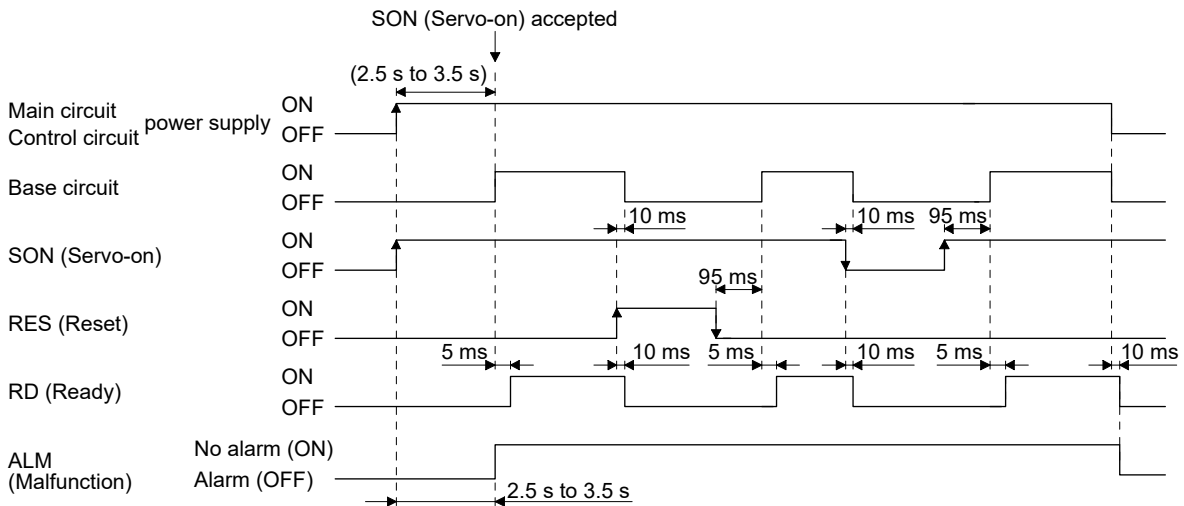 SON (Servo-on) accepted
(2.5 s to 3.5 s)
Main circuit
Control circuit
power supply
ON
OFF
Base circuit
ON
OFF
10 ms
10 ms
95 ms
SON (Servo-on)
ON
OFF
95 ms
RES (Reset)
ON
OFF
5 ms
10 ms
5 ms
10 ms
5 ms
10 ms
RD (Ready)
ON
OFF
ALM
(Malfunction)
No alarm (ON)
Alarm (OFF)
2.5 s to 3.5 s